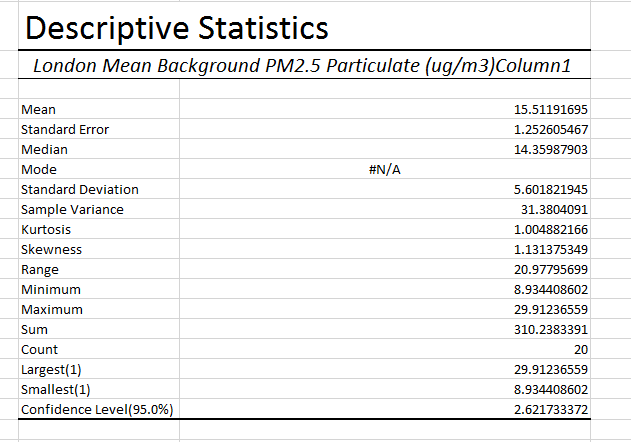 Descriptive Statistics
London Mean Background PM2.5 Particulate (ug/m3)Column1
Mean 15.51191695
Standard Error 1.252605467
Median 14.35987903
Mode #N/A
Standard Deviation 5.601821945
Sample Variance 31.3804091
Kurtosis 1.004882166
Skewness 1.131375349
Range 20.97795699
Minimum 8.934408602
Maximum 29.91236559
Sum 310.2383391
Count 20
Largest(1) 29.91236559
Smallest(1) 8.934408602
Confidence Level(95.0%) 2.621733372